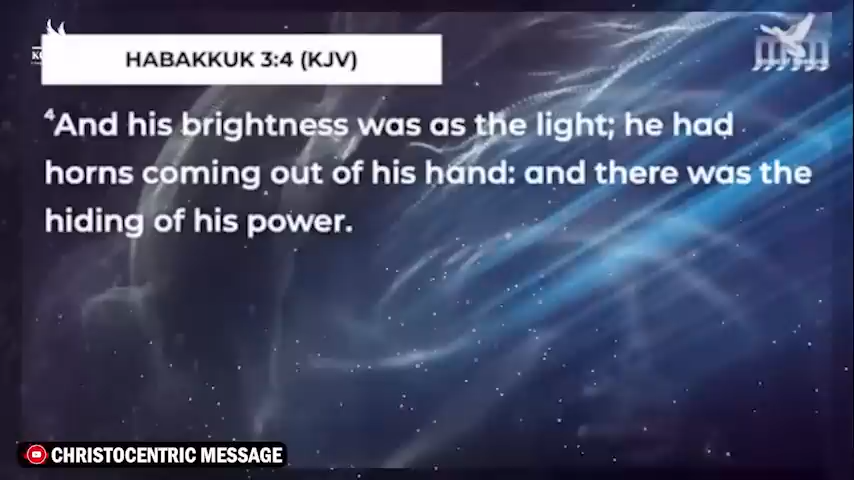 HABAKKUK 3:4 (KJV)
⁴And his brightness was as the light; he had
horns coming out of his hand: and there was the
hiding of his power.
CHRISTOCENTRIC MESSAGE